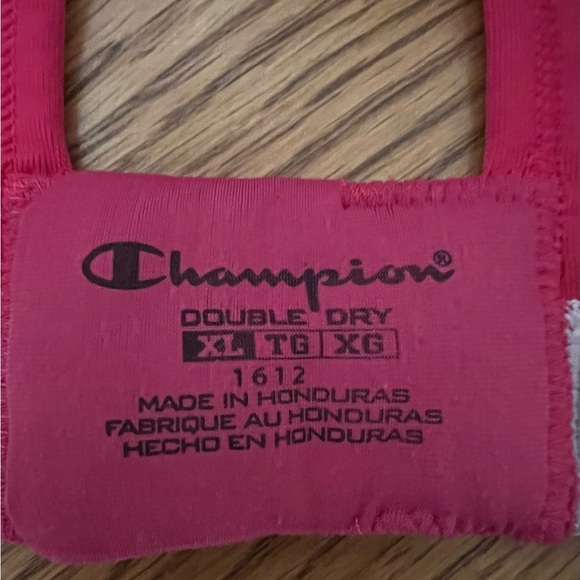 Champion®
DOUBLE DRY
XL TG XG
1612
MADE IN HONDURAS
FABRIQUE AU HONDURAS
HECHO EN HONDURAS